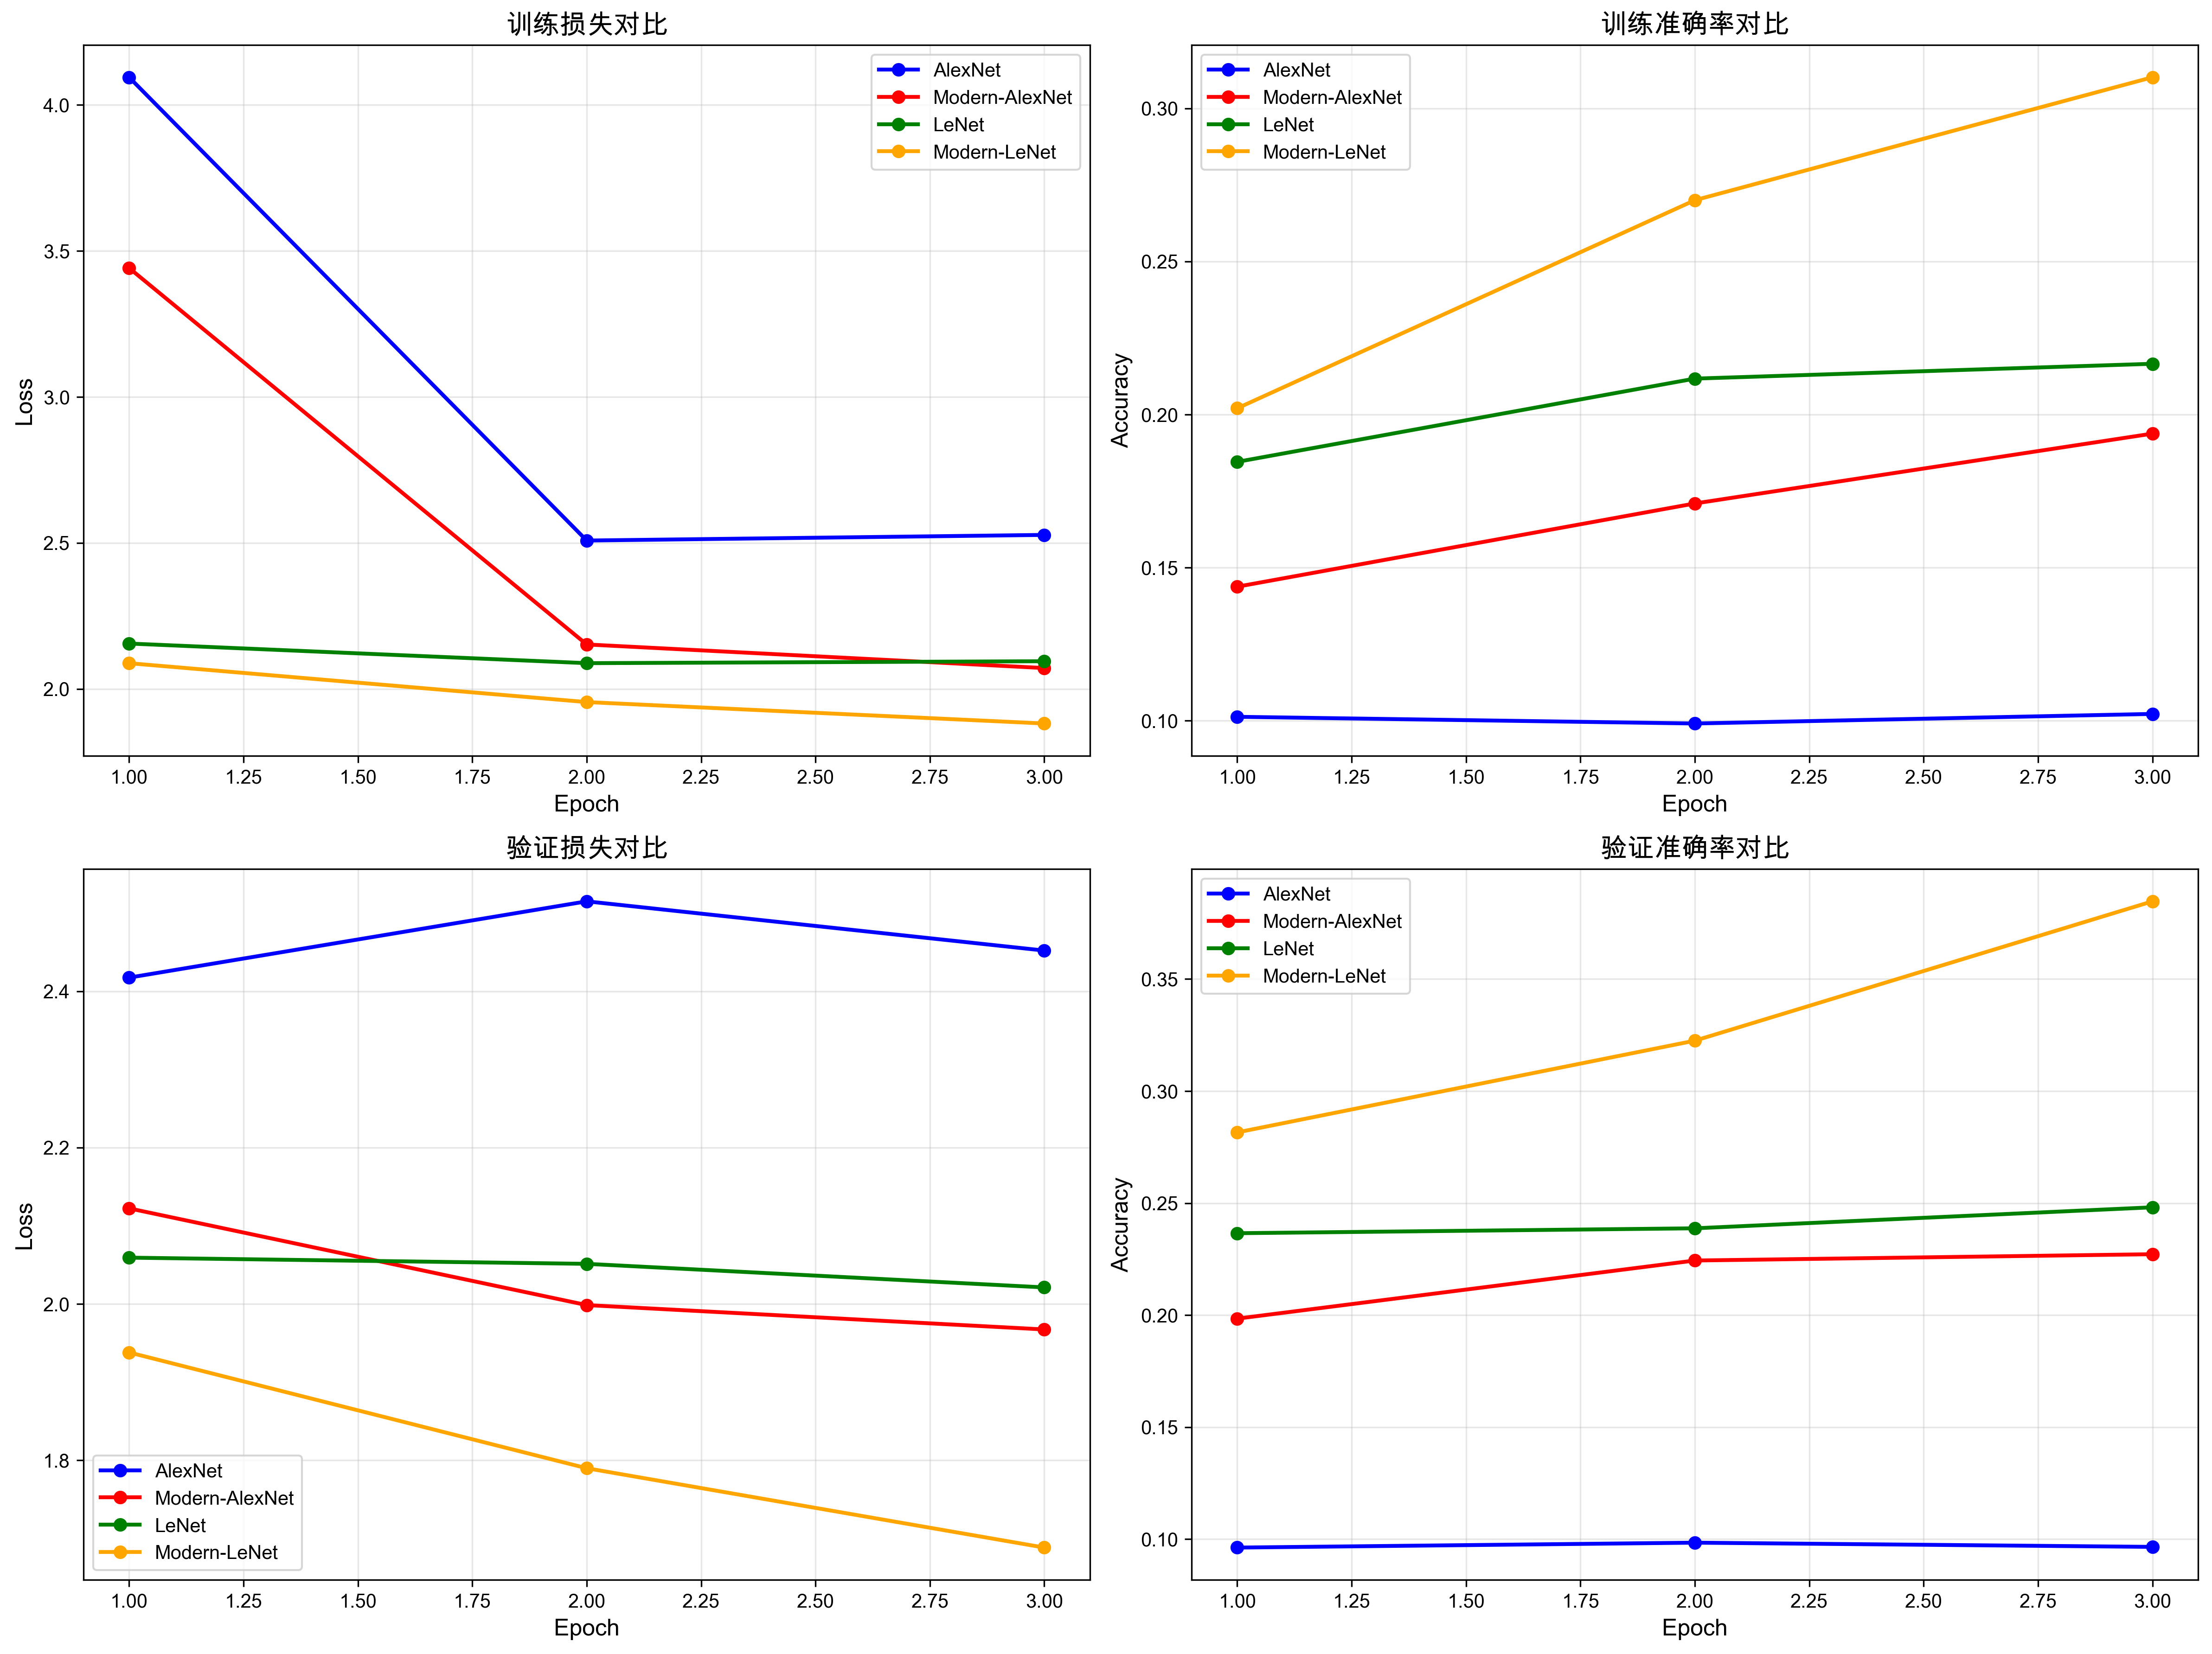 训练损失对比
4.0
3.5
3.0
2.5
2.0
Loss
1.00 1.25 1.50 1.75 2.00 2.25 2.50 2.75 3.00
Epoch
AlexNet
Modern-AlexNet
LeNet
Modern-LeNet
训练准确率对比
0.30
0.25
0.20
0.15
0.10
Accuracy
1.00 1.25 1.50 1.75 2.00 2.25 2.50 2.75 3.00
Epoch
AlexNet
Modern-AlexNet
LeNet
Modern-LeNet
验证损失对比
2.4
2.2
2.0
1.8
Loss
1.00 1.25 1.50 1.75 2.00 2.25 2.50 2.75 3.00
Epoch
AlexNet
Modern-AlexNet
LeNet
Modern-LeNet
验证准确率对比
0.35
0.30
0.25
0.20
0.15
0.10
Accuracy
1.00 1.25 1.50 1.75 2.00 2.25 2.50 2.75 3.00
Epoch
AlexNet
Modern-AlexNet
LeNet
Modern-LeNet